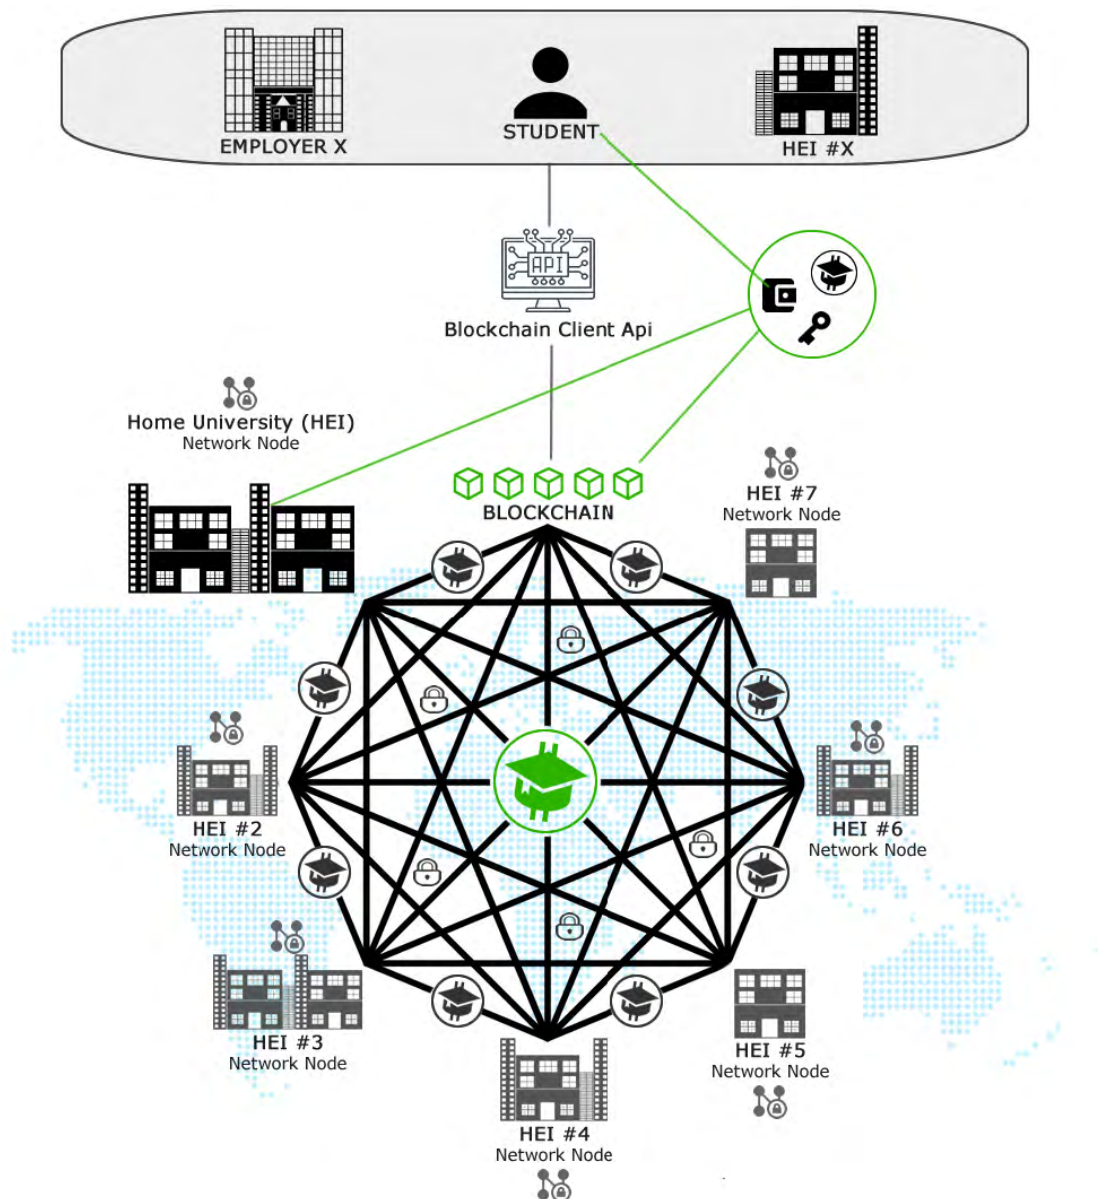 EMPLOYER X
STUDENT
HEI #X
API
Blockchain Client Api
Home University (HEI)
Network Node
BLOCKCHAIN
HEI #7
Network Node
HEI #2
Network Node
HEI #6
Network Node
HEI #3
Network Node
HEI #5
Network Node
HEI #4
Network Node